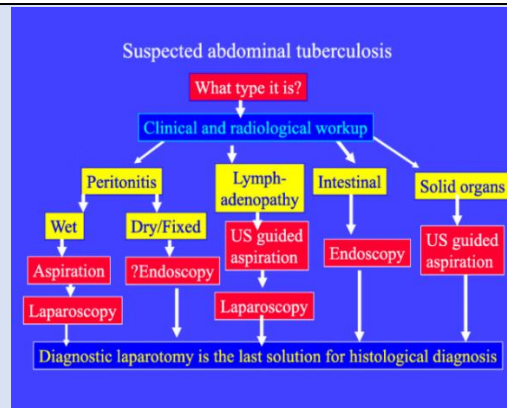 Suspected abdominal tuberculosis
What type it is?
Clinical and radiological workup
Peritonitis
Lymph-
adenopathy
Intestinal
Solid organs
Wet
Dry/Fixed
US guided
aspiration
Endoscopy
US guided
aspiration
Aspiration
?Endoscopy
Laparoscopy
Laparoscopy
Diagnostic laparotomy is the last solution for histological diagnosis